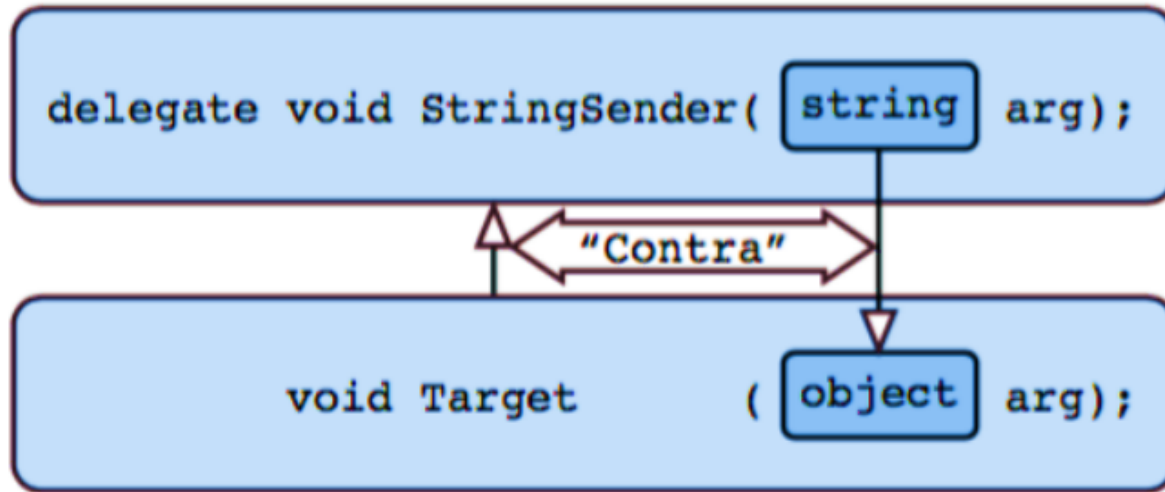 delegate void StringSender( string arg);
“Contra”
void Target ( object arg);